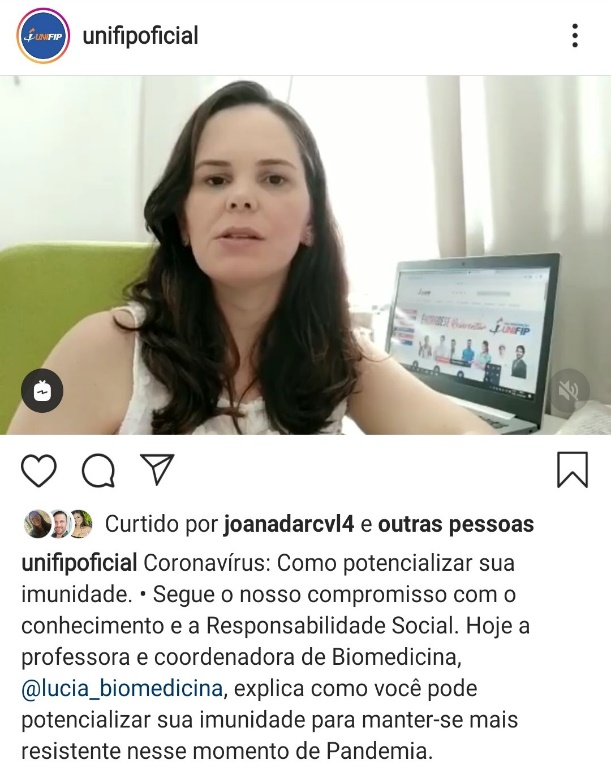 UNIFIP
unifipoficial
UNIFIP
Curtido por joanadarcvl4 e outras pessoas
unifipoficial Coronavírus: Como potencializar sua
imunidade. • Segue o nosso compromisso com o
conhecimento e a Responsabilidade Social. Hoje a
professora e coordenadora de Biomedicina,
@lucia_biomedicina, explica como você pode
potencializar sua imunidade para manter-se mais
resistente nesse momento de Pandemia.